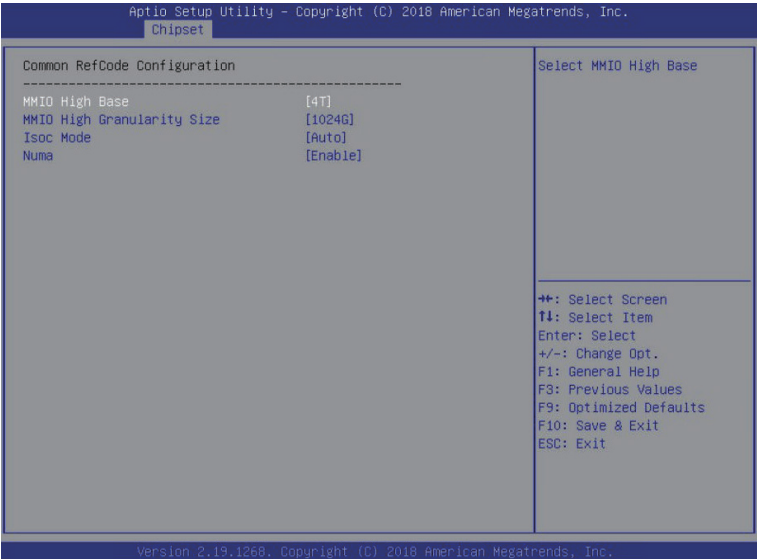 Aptio Setup Utility – Copyright (C) 2018 American Megatrends, Inc.
Chipset
Common RefCode Configuration
--------------------------------------------------
MMIO High Base [4T]
MMIO High Granularity Size [1024G]
Isoc Mode [Auto]
Numa [Enable]
Select MMIO High Base
→←: Select Screen
↑↓: Select Item
Enter: Select
+/-: Change Opt.
F1: General Help
F3: Previous Values
F9: Optimized Defaults
F10: Save & Exit
ESC: Exit
Version 2.19.1268. Copyright (C) 2018 American Megatrends, Inc.